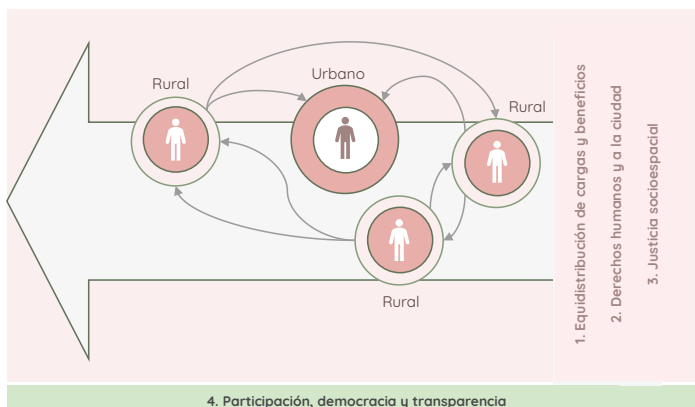 Urbano
Rural
Rural
Rural
1. Equidistribución de cargas y beneficios
2. Derechos humanos y a la ciudad
3. Justicia socioespacial
4. Participación, democracia y transparencia